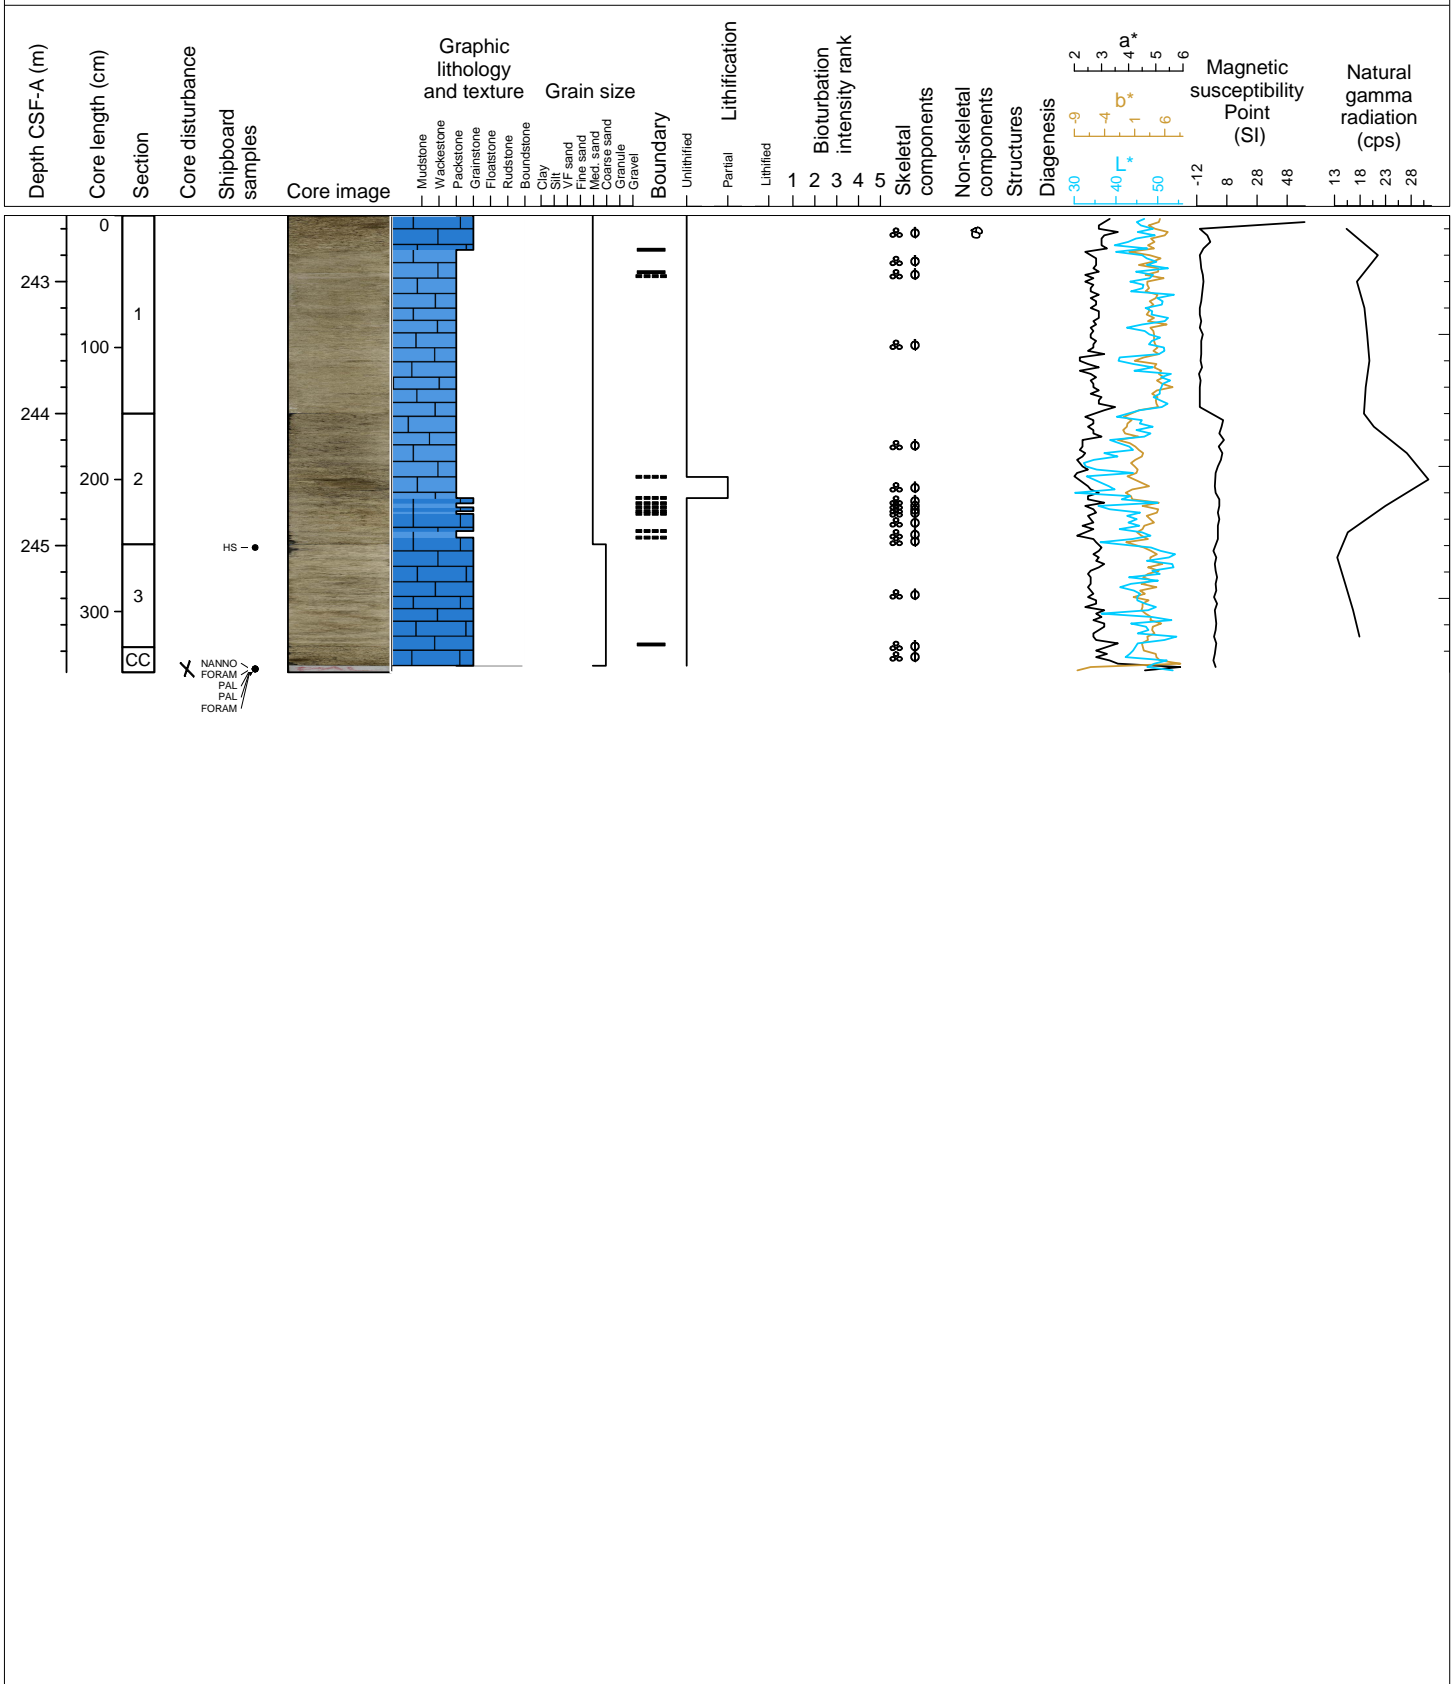 Depth CSF-A (m)
Core length (cm)
Section
Core disturbance
Shipboard
samples
Core image
Graphic
lithology
and texture
Mudstone
Wackestone
Packstone
Grainstone
Floatstone
Rudstone
Boundstone
Grain size
Clay
Silt
VF sand
Fine sand
Med. sand
Coarse sand
Granule
Gravel
Boundary
Lithification
Unlithified
Partial
Lithified
Bioturbation
intensity rank
1 2 3 4 5
Skeletal
components
Non-skeletal
components
Structures
Diagenesis
a*
2 3 4 5 6
b*
-9 -4 1 6
L*
30 40 50
Magnetic
susceptibility
Point
(SI)
-12 8 28 48
Natural
gamma
radiation
(cps)
13 18 23 28
0
243
1
100
244
200
2
245
HS
3
300
CC
NANNO
FORAM
PAL
PAL
FORAM